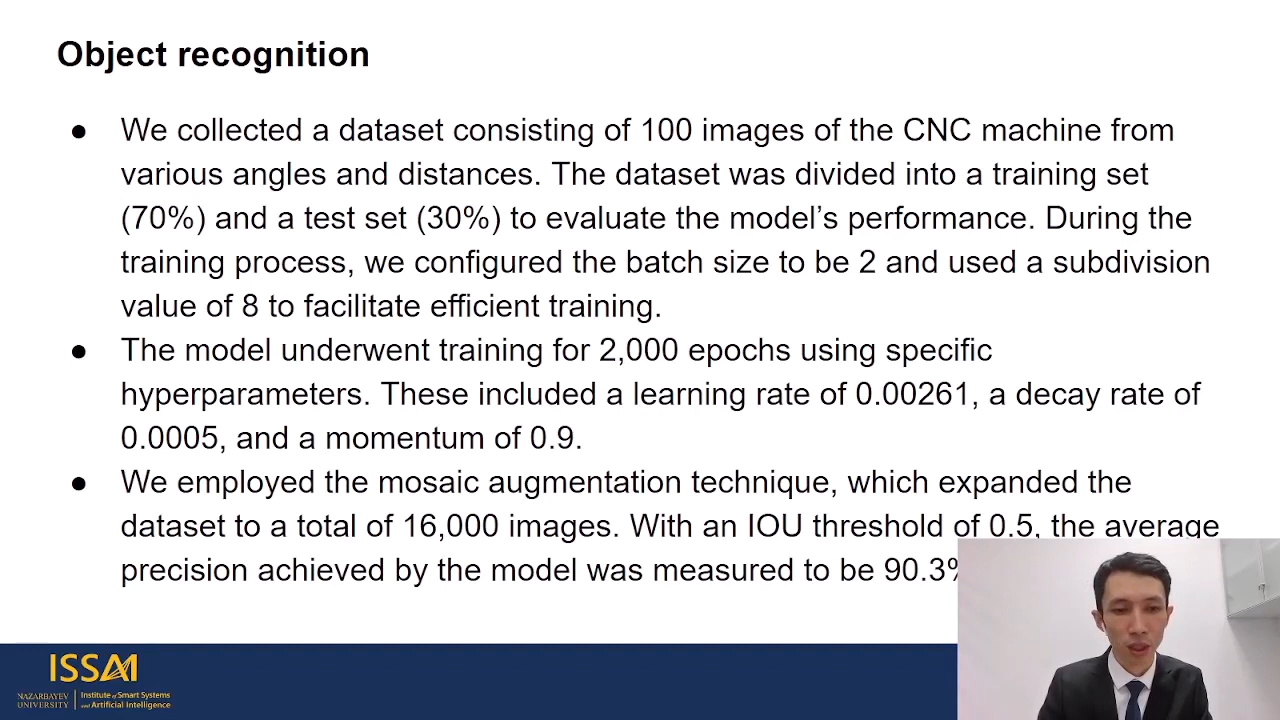 Object recognition
● We collected a dataset consisting of 100 images of the CNC machine from
various angles and distances. The dataset was divided into a training set
(70%) and a test set (30%) to evaluate the model’s performance. During the
training process, we configured the batch size to be 2 and used a subdivision
value of 8 to facilitate efficient training.
● The model underwent training for 2,000 epochs using specific
hyperparameters. These included a learning rate of 0.00261, a decay rate of
0.0005, and a momentum of 0.9.
● We employed the mosaic augmentation technique, which expanded the
dataset to a total of 16,000 images. With an IOU threshold of 0.5, the average
precision achieved by the model was measured to be 90.3%
ISSAI
NAZARBAYEV
UNIVERSITY
Institute of Smart Systems
and Artificial Intelligence